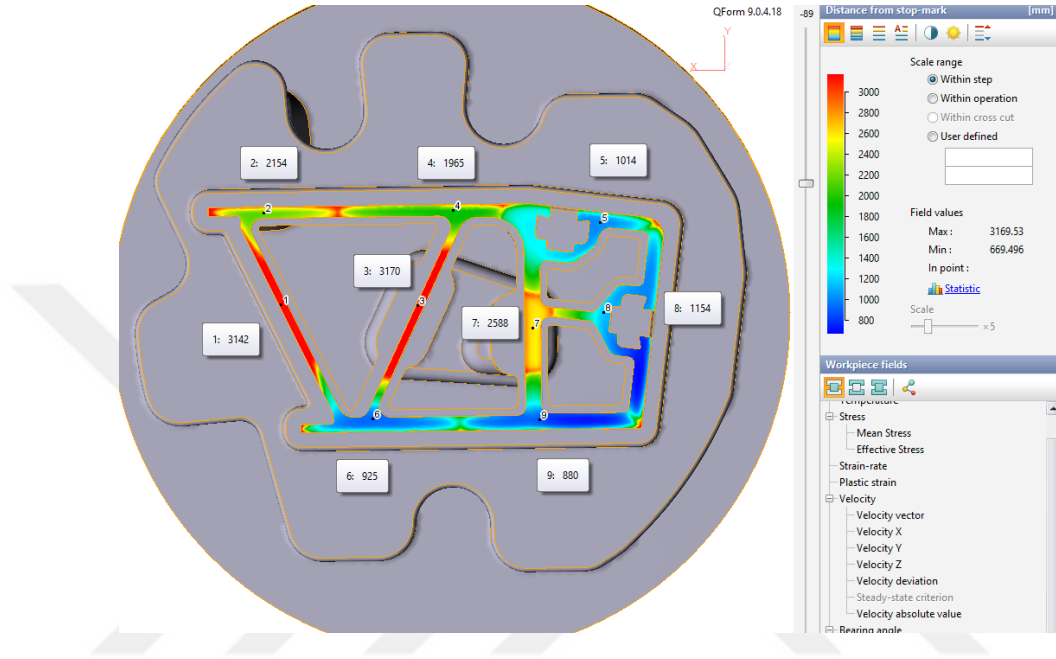 QForm 9.0.4.18
-89
Y
X
2: 2154
4: 1965
5: 1014
3: 3170
7: 2588
8: 1154
1: 3142
6: 925
9: 880
2
4
5
1
3
7
8
6
9
Distance from stop-mark [mm]
Scale range
Within step
Within operation
Within cross cut
User defined
3000
2800
2600
2400
2200
2000
1800
1600
1400
1200
1000
800
Field values
Max : 3169.53
Min : 669.496
In point :
Statistic
Scale
×5
Workpiece fields
Temperature
Stress
Mean Stress
Effective Stress
Strain-rate
Plastic strain
Velocity
Velocity vector
Velocity X
Velocity Y
Velocity Z
Velocity deviation
Steady-state criterion
Velocity absolute value
Bearing angle